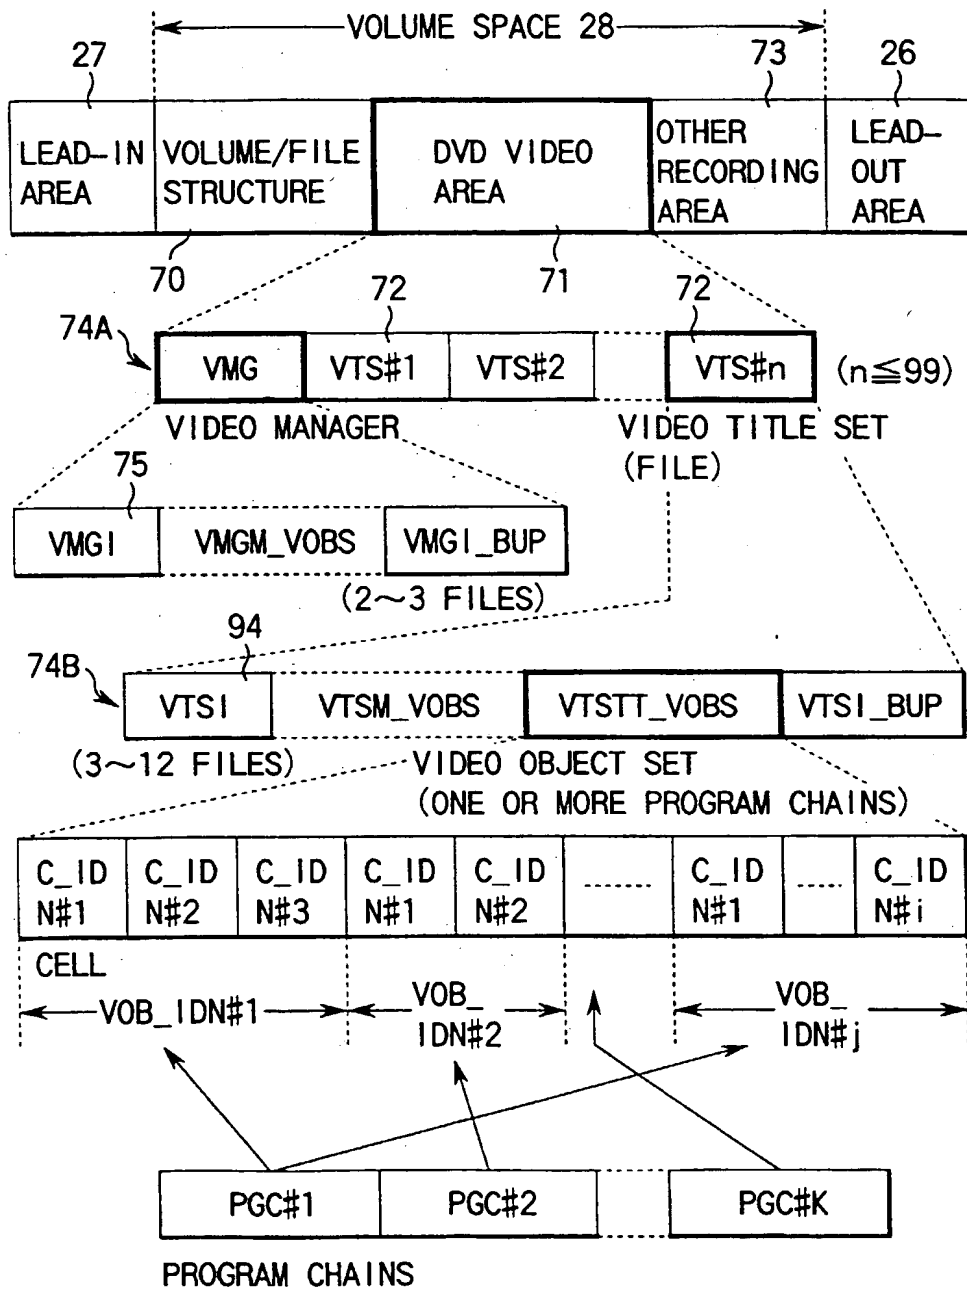 VOLUME SPACE 28
27
73
26
LEAD-IN
AREA
VOLUME/FILE
STRUCTURE
DVD VIDEO
AREA
OTHER
RECORDING
AREA
LEAD-
OUT
AREA
70
71
72
72
74A
VMG
VTS#1
VTS#2
VTS#n
(n≦99)
VIDEO MANAGER
VIDEO TITLE SET
(FILE)
75
VMGI
VMGM_VOBS
VMGI_BUP
(2~3 FILES)
94
74B
VTSI
VTSM_VOBS
VTSTT_VOBS
VTSI_BUP
(3~12 FILES)
VIDEO OBJECT SET
(ONE OR MORE PROGRAM CHAINS)
C_ID
N#1
C_ID
N#2
C_ID
N#3
C_ID
N#1
C_ID
N#2
C_ID
N#1
C_ID
N#i
CELL
VOB_IDN#1
VOB_
IDN#2
VOB_
IDN#j
PGC#1
PGC#2
PGC#K
PROGRAM CHAINS